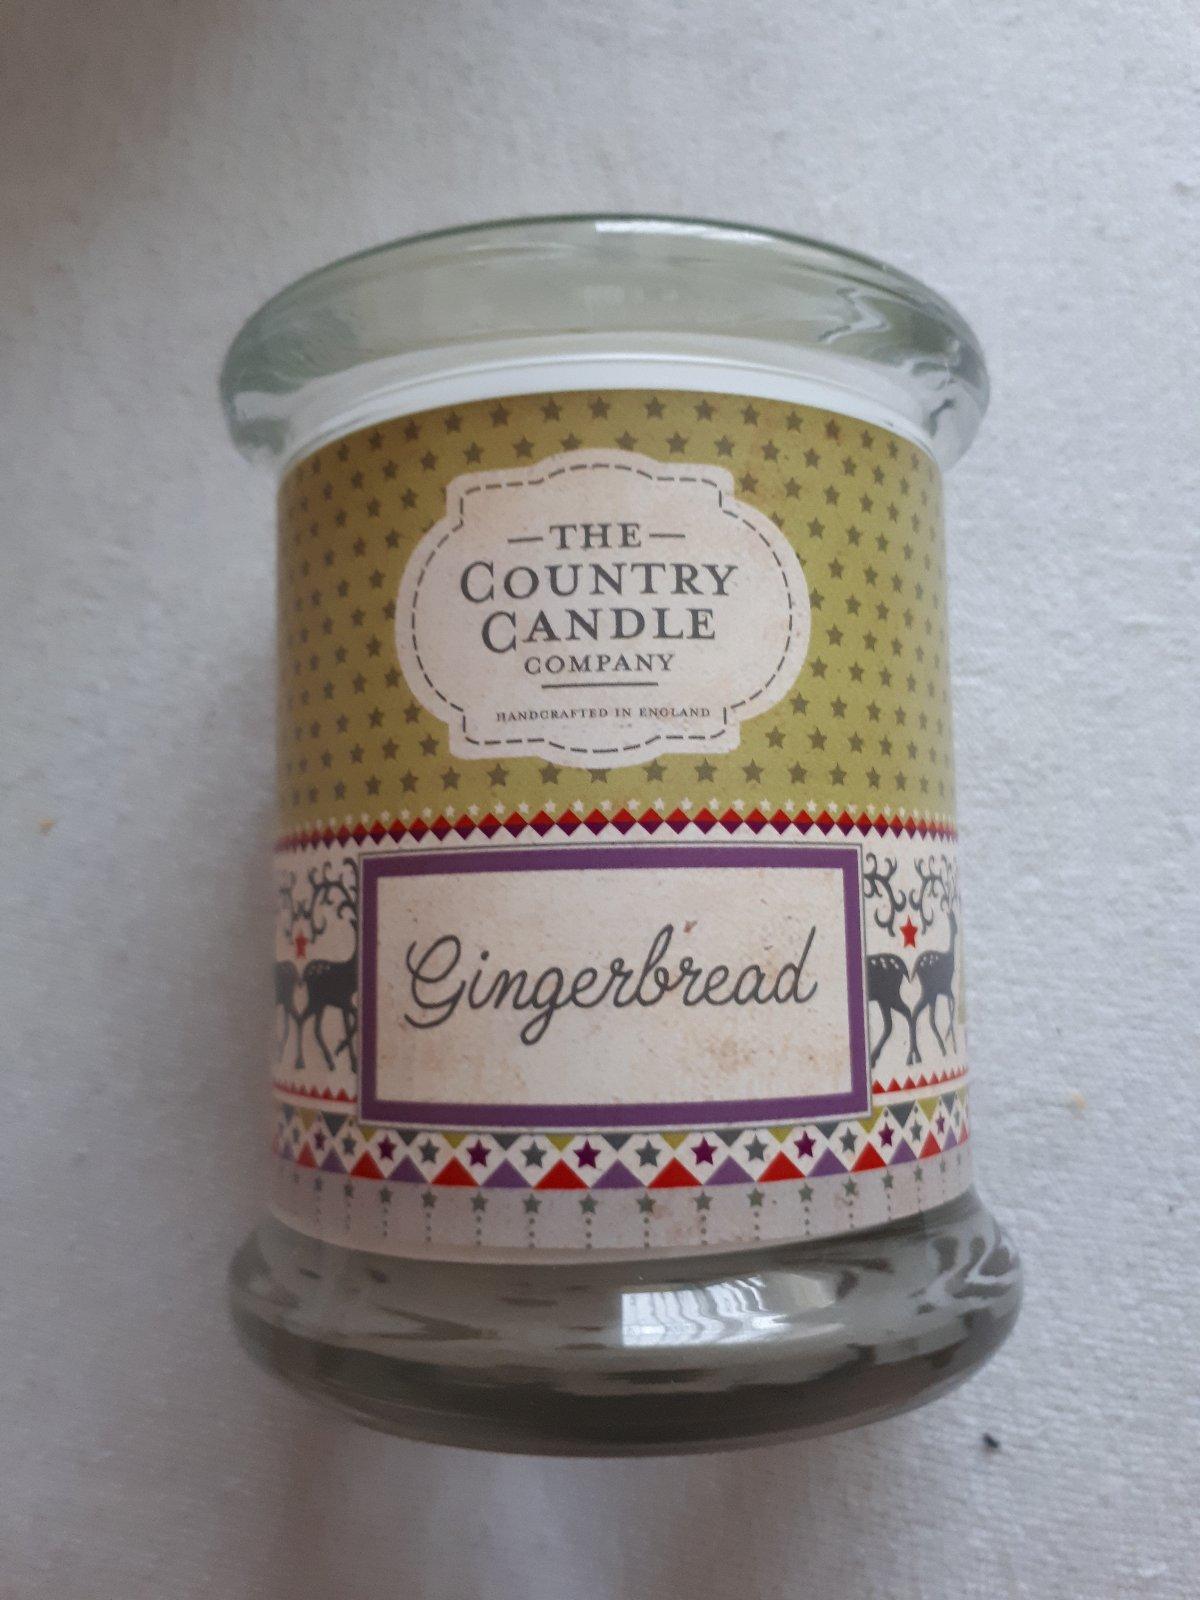 THE
COUNTRY
CANDLE
COMPANY
HANDCRAFTED IN ENGLAND
Gingerbread